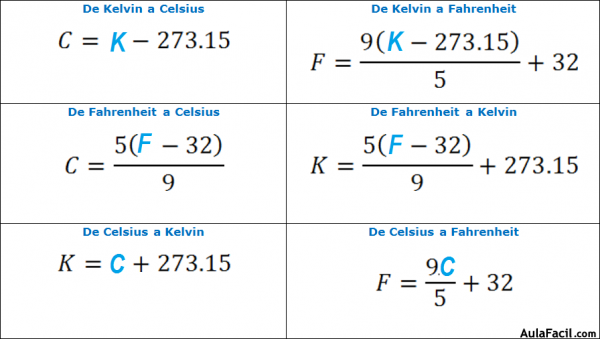 De Kelvin a Celsius
C = K − 273.15
De Kelvin a Fahrenheit
F = 9(K − 273.15)/5 + 32
De Fahrenheit a Celsius
C = 5(F − 32)/9
De Fahrenheit a Kelvin
K = 5(F − 32)/9 + 273.15
De Celsius a Kelvin
K = C + 273.15
De Celsius a Fahrenheit
F = 9.C/5 + 32
AulaFacil.com